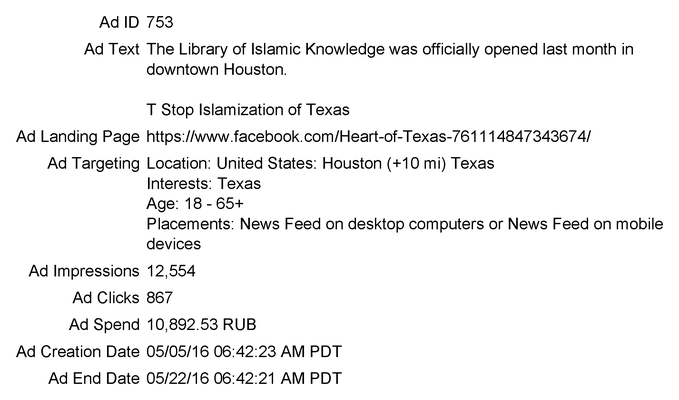 Ad ID 753
Ad Text The Library of Islamic Knowledge was officially opened last month in
downtown Houston.
T Stop Islamization of Texas
Ad Landing Page https://www.facebook.com/Heart-of-Texas-761114847343674/
Ad Targeting Location: United States: Houston (+10 mi) Texas
Interests: Texas
Age: 18 - 65+
Placements: News Feed on desktop computers or News Feed on mobile
devices
Ad Impressions 12,554
Ad Clicks 867
Ad Spend 10,892.53 RUB
Ad Creation Date 05/05/16 06:42:23 AM PDT
Ad End Date 05/22/16 06:42:21 AM PDT